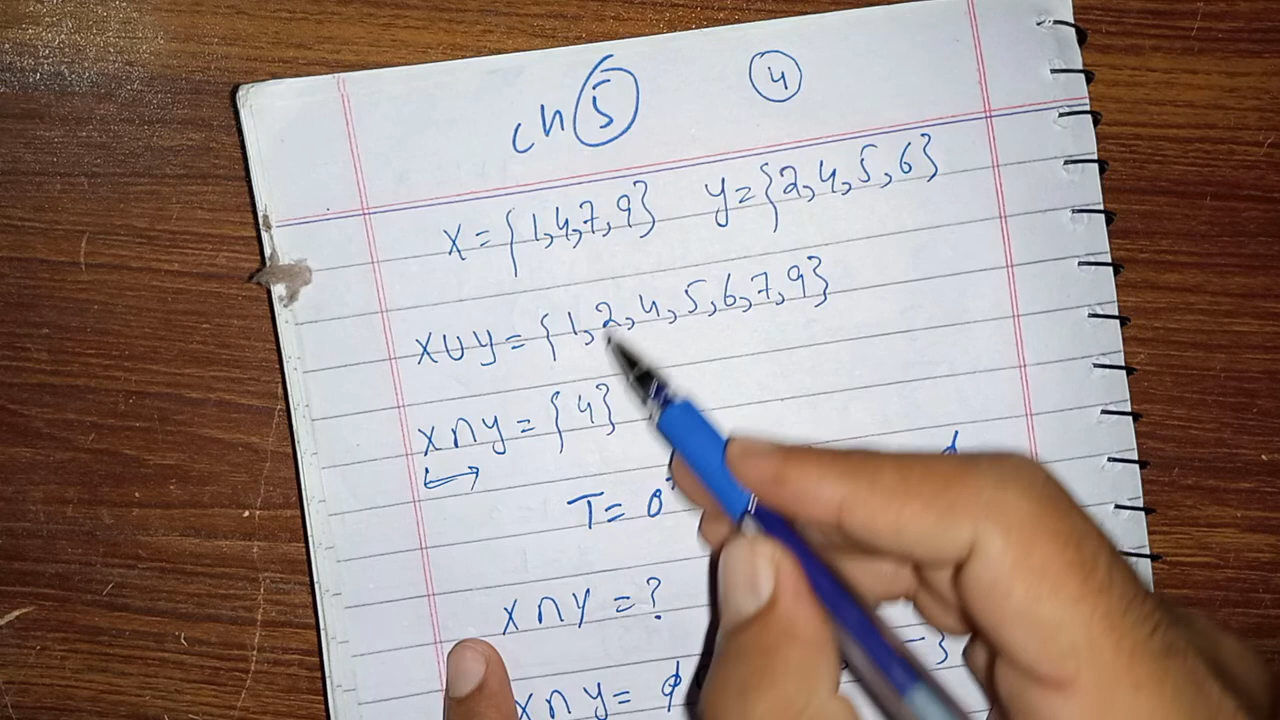 ch 5 4
X = {1,4,7,9} y = {2,4,5,6}
X∪y = {1,2,4,5,6,7,9}
X∩y = {4}
T = 0
X∩y = ?
X∩y = ϕ